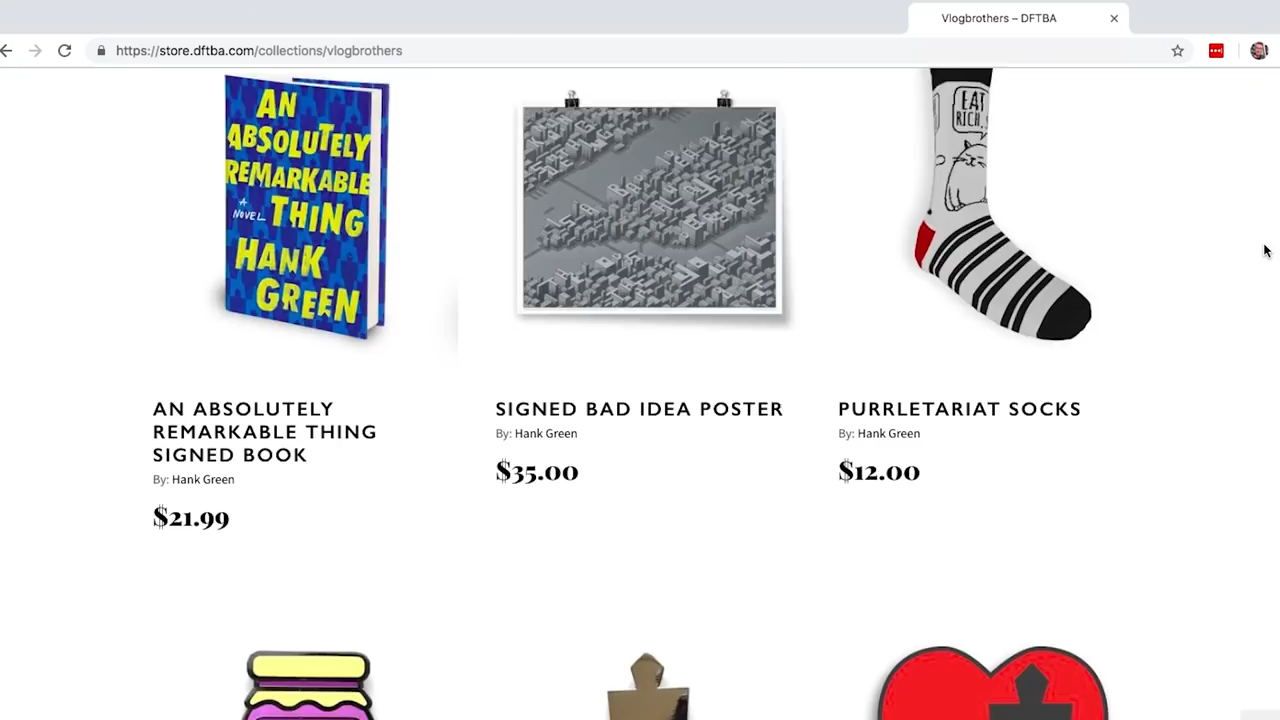 Vlogbrothers – DFTBA
https://store.dftba.com/collections/vlogbrothers
AN
ABSOLUTELY
REMARKABLE
A NOVEL THING
HANK
GREEN
EAT
RICH.
AN ABSOLUTELY
REMARKABLE THING
SIGNED BOOK
By: Hank Green
$21.99
SIGNED BAD IDEA POSTER
By: Hank Green
$35.00
PURRLETARIAT SOCKS
By: Hank Green
$12.00